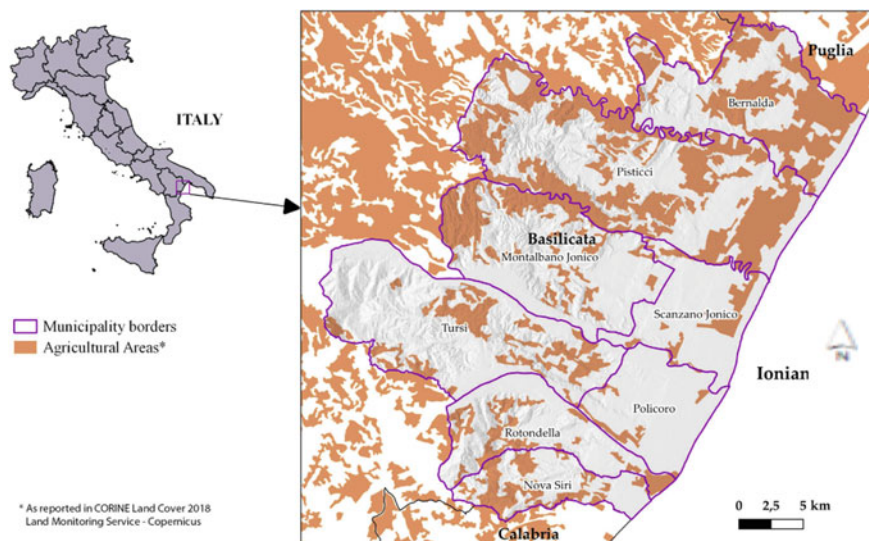 ITALY
Municipality borders
Agricultural Areas*
* As reported in CORINE Land Cover 2018
Land Monitoring Service - Copernicus
Puglia
Bernalda
Pisticci
Basilicata
Montalbano Jonico
Scanzano Jonico
Tursi
Ionian
N
Policoro
Rotondella
Nova Siri
Calabria
0 2,5 5 km